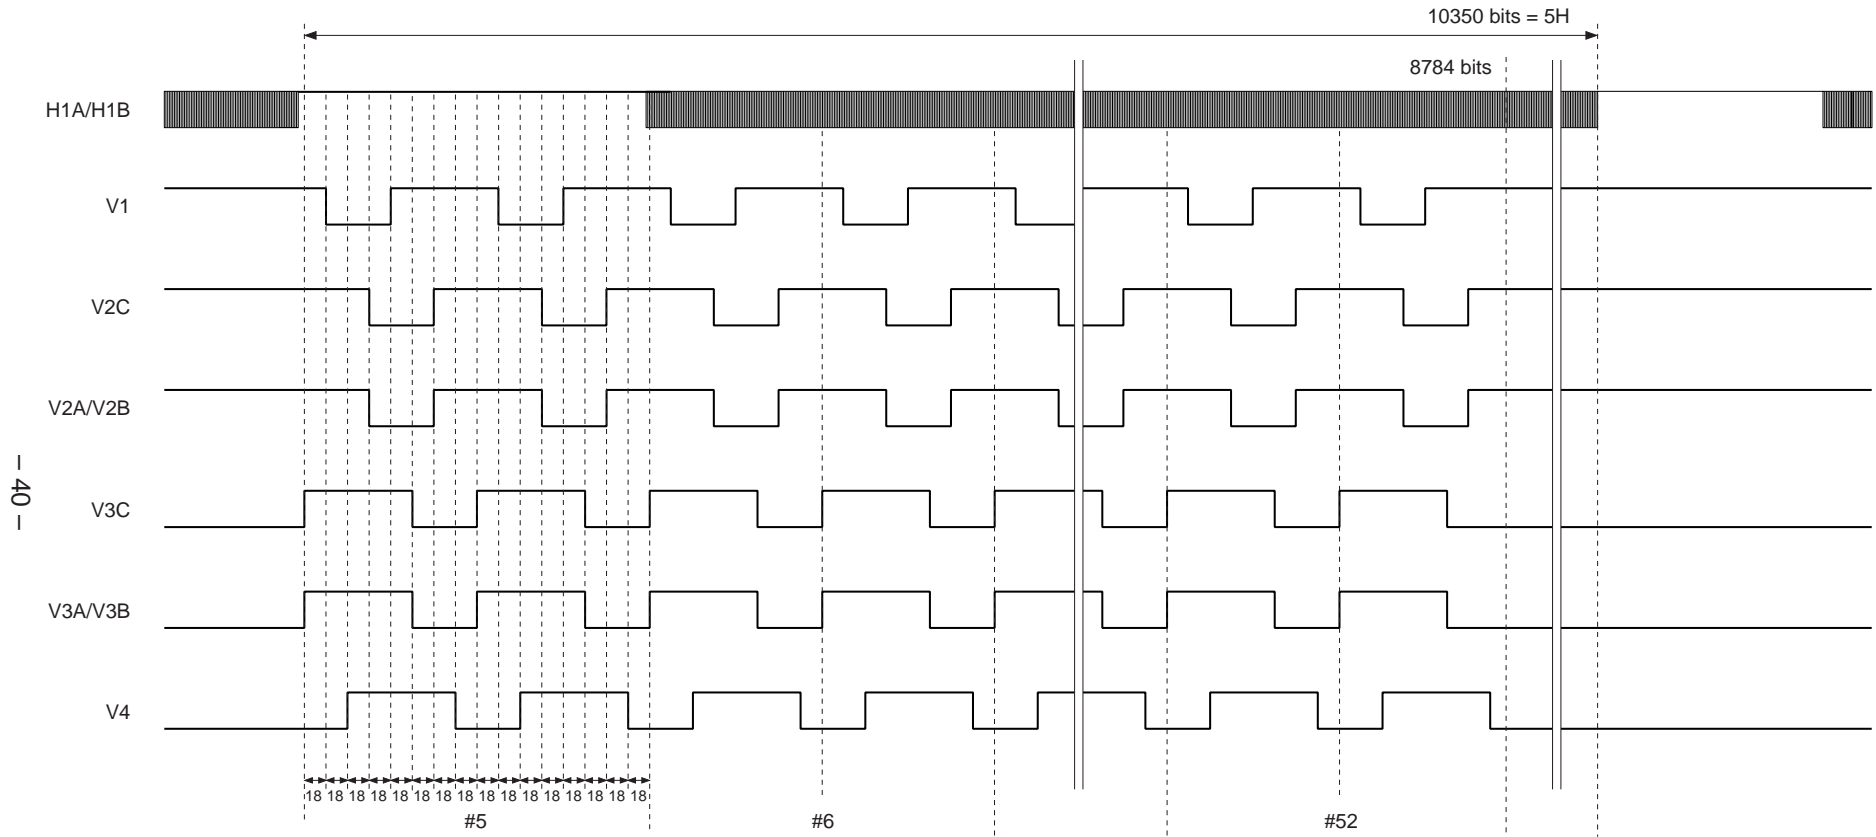 10350 bits = 5H
8784 bits
H1A/H1B
V1
V2C
V2A/V2B
– 40 –
V3C
V3A/V3B
V4
18 18 18 18 18 18 18 18 18 18 18 18 18 18 18 18
#5 #6 #52